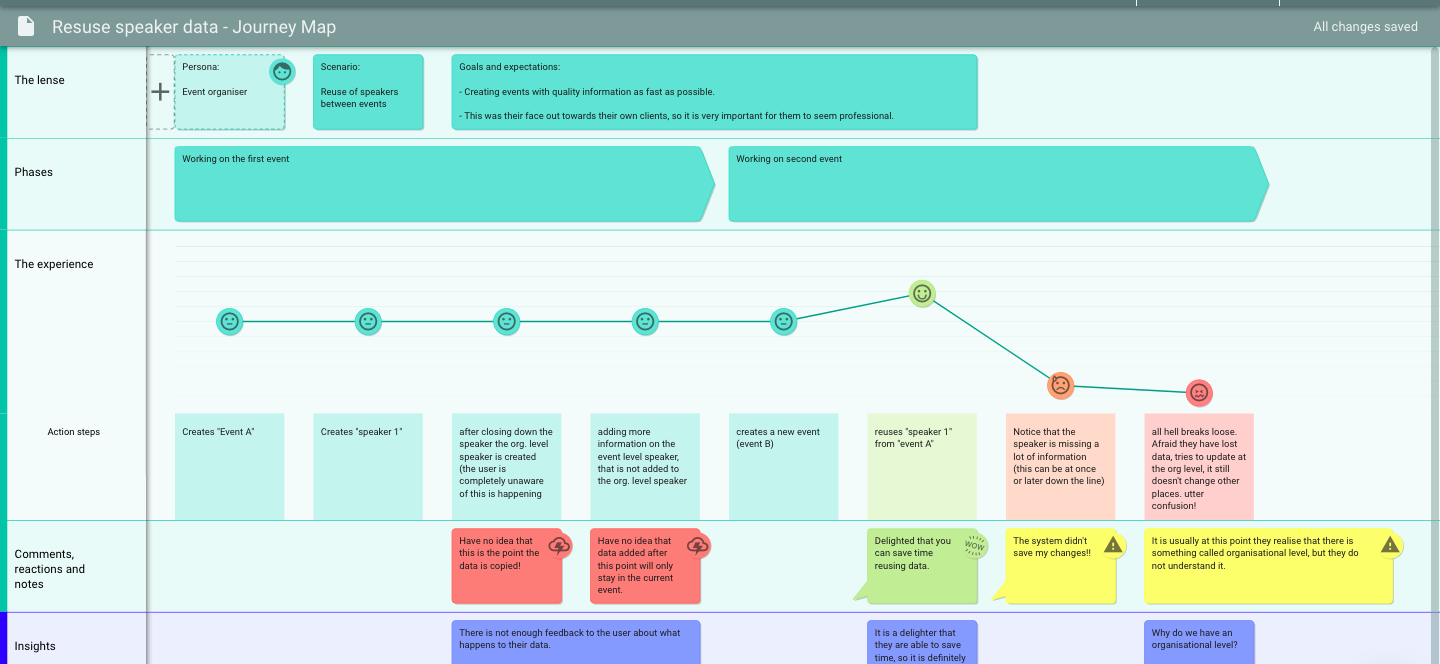 Resuse speaker data - Journey Map
All changes saved
The lense
Persona:
Event organiser
Scenario:
Reuse of speakers
between events
Goals and expectations:
- Creating events with quality information as fast as possible.
- This was their face out towards their own clients, so it is very important for them to seem professional.
Phases
Working on the first event
Working on second event
The experience
Action steps
Creates "Event A"
Creates "speaker 1"
after closing down the
speaker the org. level
speaker is created
(the user is
completely unaware
of this is happening
adding more
information on the
event level speaker,
that is not added to
the org. level speaker
creates a new event
(event B)
reuses "speaker 1"
from "event A"
Notice that the
speaker is missing a
lot of information
(this can be at once
or later down the line)
all hell breaks loose.
Afraid they have lost
data, tries to update at
the org level, it still
doesn't change other
places. utter
confusion!
Comments,
reactions and
notes
Have no idea that
this is the point the
data is copied!
Have no idea that
data added after
this point will only
stay in the current
event.
Delighted that you
can save time
reusing data.
WOW
The system didn't
save my changes!!
It is usually at this point they realise that there is
something called organisational level, but they do
not understand it.
Insights
There is not enough feedback to the user about what
happens to their data.
It is a delighter that
they are able to save
time, so it is definitely
Why do we have an
organisational level?